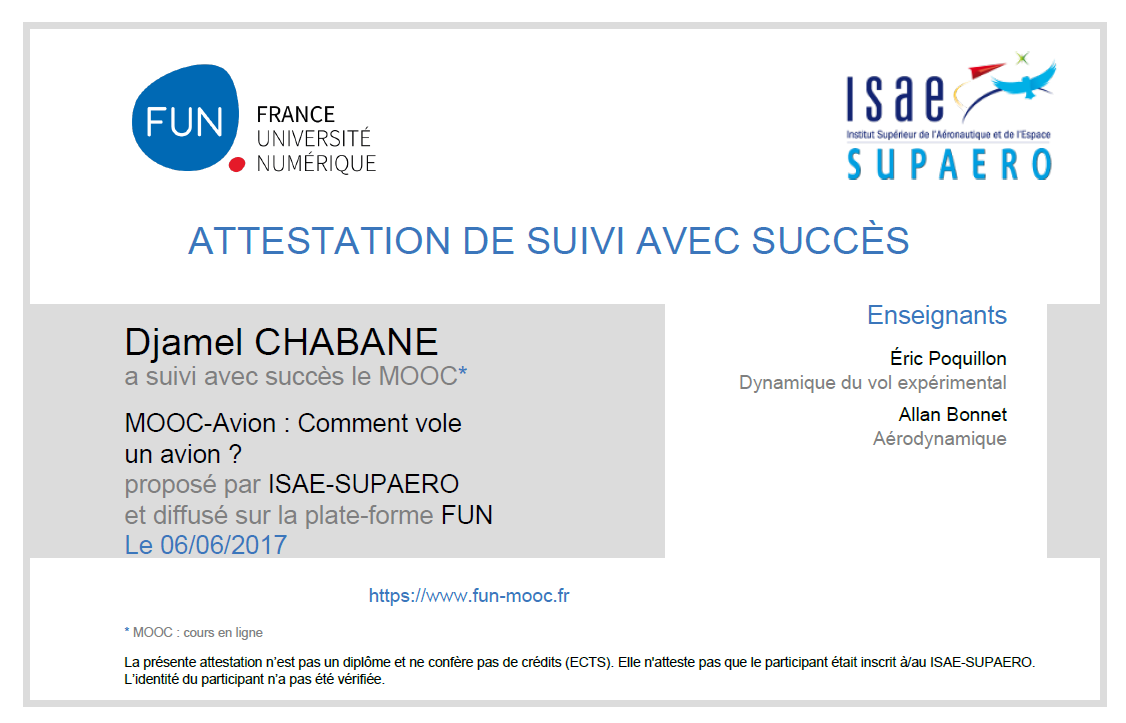 FUN
FRANCE
UNIVERSITÉ
NUMÉRIQUE
ISAE
Institut Supérieur de l'Aéronautique et de l'Espace
SUPAERO
ATTESTATION DE SUIVI AVEC SUCCÈS
Djamel CHABANE
a suivi avec succès le MOOC*
MOOC-Avion : Comment vole
un avion ?
proposé par ISAE-SUPAERO
et diffusé sur la plate-forme FUN
Le 06/06/2017
Enseignants
Éric Poquillon
Dynamique du vol expérimental
Allan Bonnet
Aérodynamique
https://www.fun-mooc.fr
* MOOC : cours en ligne
La présente attestation n’est pas un diplôme et ne confère pas de crédits (ECTS). Elle n'atteste pas que le participant était inscrit à/au ISAE-SUPAERO.
L’identité du participant n’a pas été vérifiée.